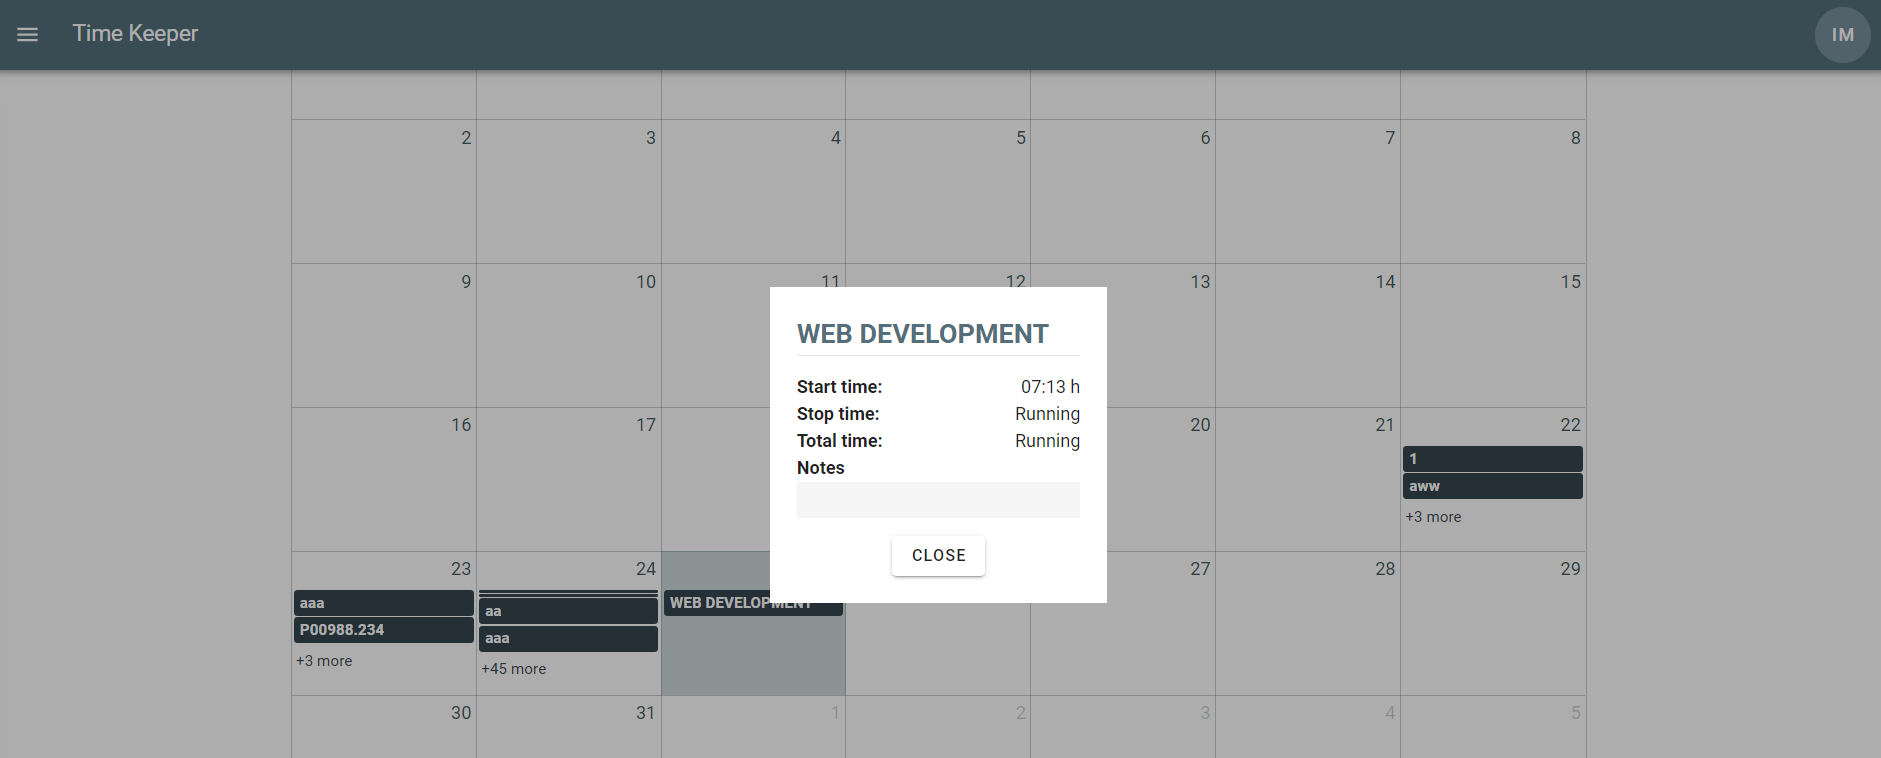 Time Keeper
IM
2 3 4 5 6 7 8
9 10 11 12 13 14 15
16 17 20 21 22
1
aww
+3 more
WEB DEVELOPMENT
Start time: 07:13 h
Stop time: Running
Total time: Running
Notes
CLOSE
23 24 27 28 29
aaa
P00988.234
+3 more
aa
aaa
+45 more
WEB DEVELOPMENT
30 31 1 2 3 4 5